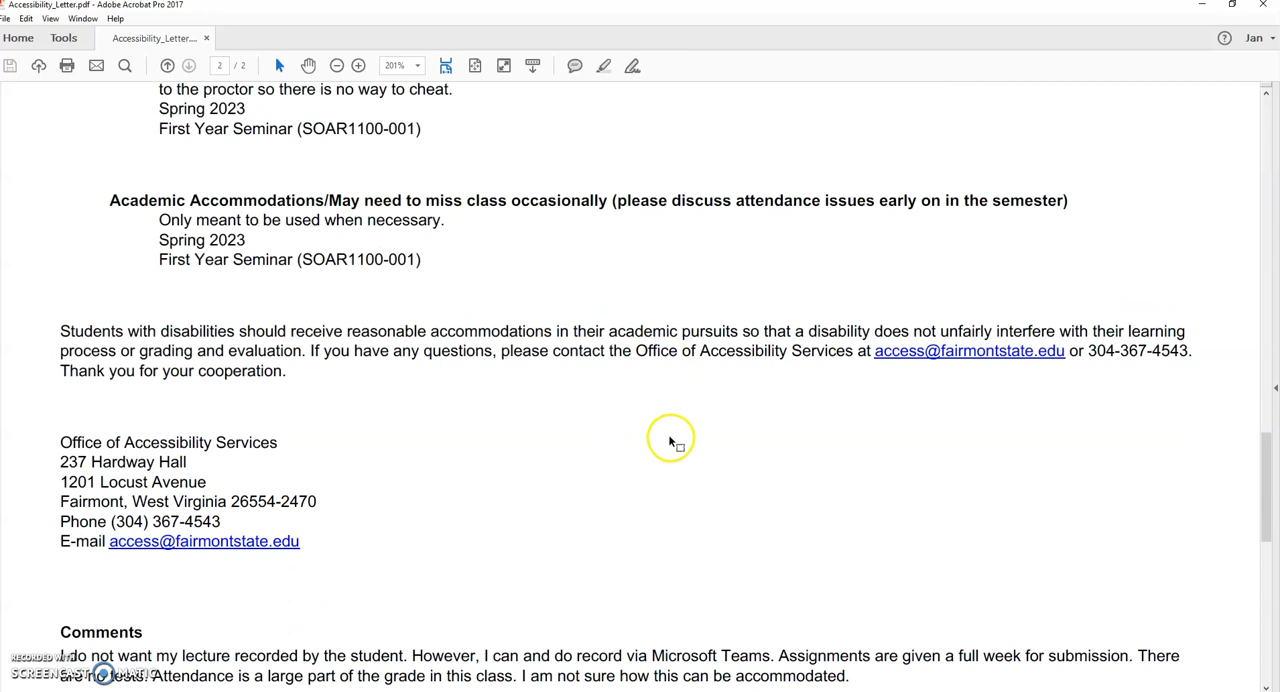 Accessibility_Letter.pdf - Adobe Acrobat Pro 2017
File Edit View Window Help
Home Tools Accessibility_Letter.... × Jan
2 / 2 201%
to the proctor so there is no way to cheat.
Spring 2023
First Year Seminar (SOAR1100-001)
Academic Accommodations/May need to miss class occasionally (please discuss attendance issues early on in the semester)
Only meant to be used when necessary.
Spring 2023
First Year Seminar (SOAR1100-001)
Students with disabilities should receive reasonable accommodations in their academic pursuits so that a disability does not unfairly interfere with their learning
process or grading and evaluation. If you have any questions, please contact the Office of Accessibility Services at access@fairmontstate.edu or 304-367-4543.
Thank you for your cooperation.
Office of Accessibility Services
237 Hardway Hall
1201 Locust Avenue
Fairmont, West Virginia 26554-2470
Phone (304) 367-4543
E-mail access@fairmontstate.edu
Comments
I do not want my lecture recorded by the student. However, I can and do record via Microsoft Teams. Assignments are given a full week for submission. There
are no tests. Attendance is a large part of the grade in this class. I am not sure how this can be accommodated.
RECORDED WITH
SCREENCAST MATIC